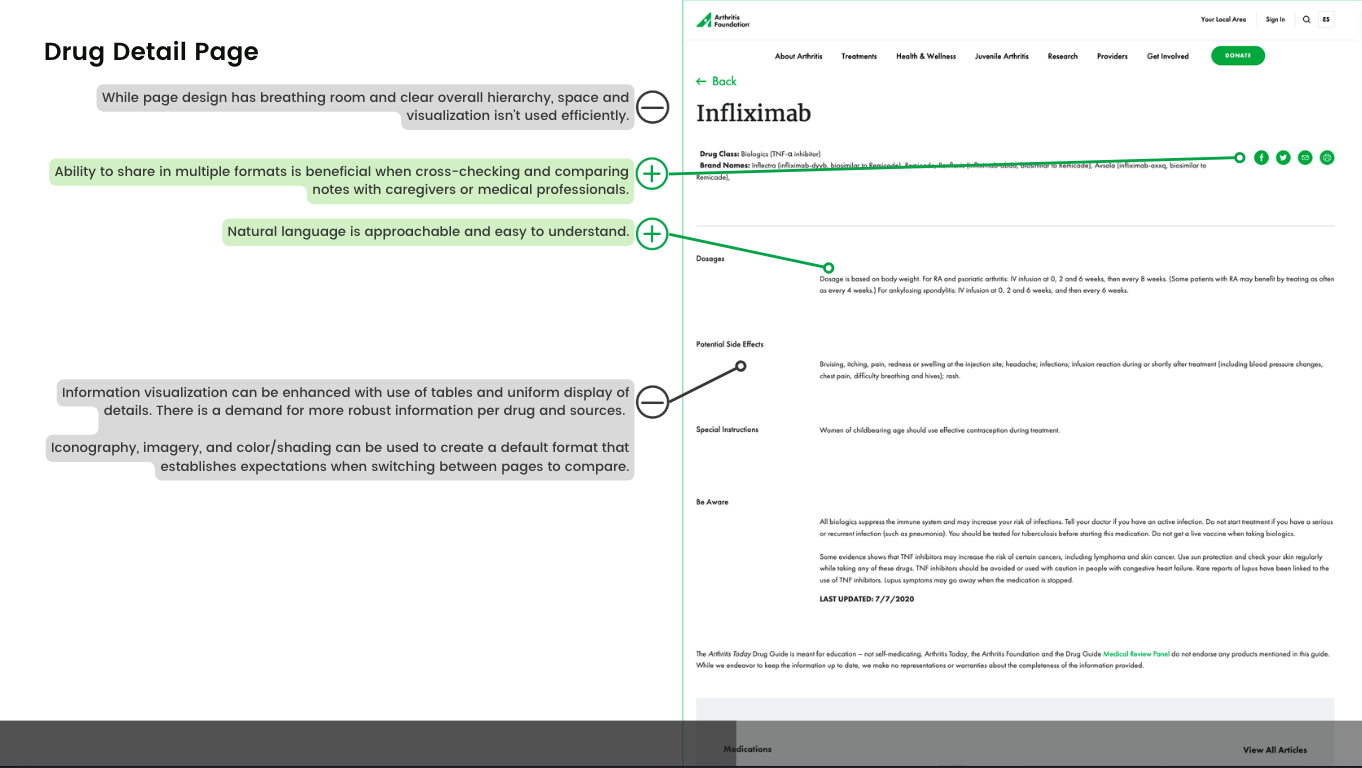 Drug Detail Page
While page design has breathing room and clear overall hierarchy, space and
visualization isn't used efficiently.
Ability to share in multiple formats is beneficial when cross-checking and comparing
notes with caregivers or medical professionals.
Natural language is approachable and easy to understand.
Information visualization can be enhanced with use of tables and uniform display of
details. There is a demand for more robust information per drug and sources.
Iconography, imagery, and color/shading can be used to create a default format that
establishes expectations when switching between pages to compare.
Arthritis
Foundation
Your Local Area Sign In ES
About Arthritis Treatments Health & Wellness Juvenile Arthritis Research Providers Get Involved DONATE
← Back
Infliximab
Drug Class: Biologics (TNF-α inhibitor)
Brand Names: Inflectra (infliximab-dyyb, biosimilar to Remicade), Remicade, biosimilar to Remicade), Avsola (infliximab-axxq, biosimilar to
Remicade),
Dosages
Dosage is based on body weight. For RA and psoriatic arthritis: IV infusion at 0, 2 and 6 weeks, then every 8 weeks. (Some patients with RA may benefit by treating as often
as every 4 weeks.) For ankylosing spondylitis: IV infusion at 0, 2 and 6 weeks, and then every 6 weeks.
Potential Side Effects
Bruising, itching, pain, redness or swelling at the injection site; headache; infections; infusion reaction during or shortly after treatment (including blood pressure changes,
chest pain, difficulty breathing and hives); rash.
Special Instructions
Women of childbearing age should use effective contraception during treatment.
Be Aware
All biologics suppress the immune system and may increase your risk of infections. Tell your doctor if you have an active infection. Do not start treatment if you have a serious
or recurrent infection (such as pneumonia). You should be tested for tuberculosis before starting this medication. Do not get a live vaccine when taking biologics.
Some evidence shows that TNF inhibitors may increase the risk of certain cancers, including lymphoma and skin cancer. Use sun protection and check your skin regularly
while taking any of these drugs. TNF inhibitors should be avoided or used with caution in people with congestive heart failure. Rare reports of lupus have been linked to the
use of TNF inhibitors. Lupus symptoms may go away when the medication is stopped.
LAST UPDATED: 7/7/2020
The Arthritis Today Drug Guide is meant for education – not self-medicating. Arthritis Today, the Arthritis Foundation and the Drug Guide Medical Review Panel do not endorse any products mentioned in this guide.
While we endeavor to keep the information up to date, we make no representations or warranties about the completeness of the information provided.
Medications
View All Articles